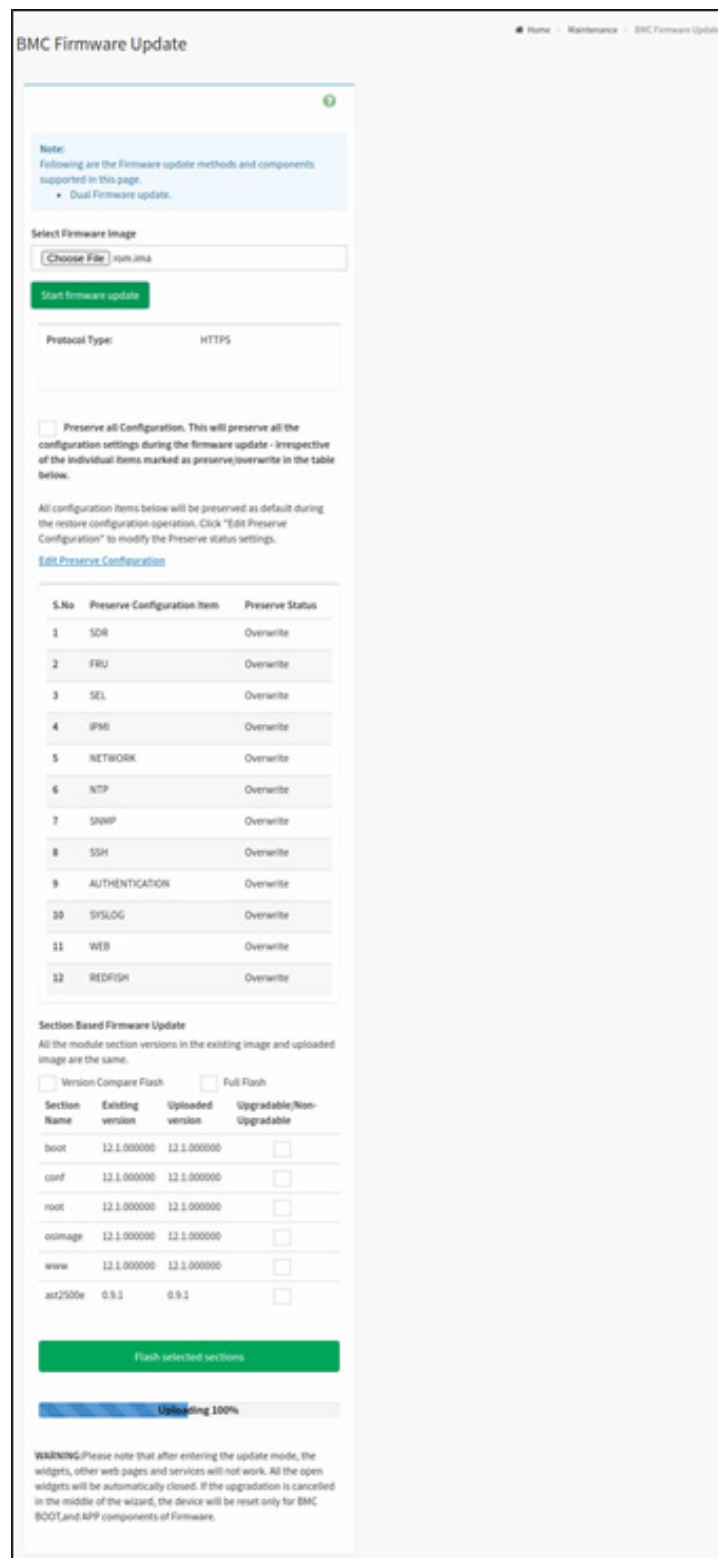 Home - Maintenance - BMC Firmware Update
BMC Firmware Update
Note:
Following are the Firmware update methods and components
supported in this page.
• Dual Firmware update.
Select Firmware Image
Choose File rom.ima
Start firmware update
Protocol Type: HTTPS
Preserve all Configuration. This will preserve all the
configuration settings during the firmware update - irrespective
of the individual items marked as preserve/overwrite in the table
below.
All configuration items below will be preserved as default during
the restore configuration operation. Click "Edit Preserve
Configuration" to modify the Preserve status settings.
Edit Preserve Configuration
S.No Preserve Configuration Item Preserve Status
1 SDR Overwrite
2 FRU Overwrite
3 SEL Overwrite
4 IPMI Overwrite
5 NETWORK Overwrite
6 NTP Overwrite
7 SNMP Overwrite
8 SSH Overwrite
9 AUTHENTICATION Overwrite
10 SYSLOG Overwrite
11 WEB Overwrite
12 REDFISH Overwrite
Section Based Firmware Update
All the module section versions in the existing image and uploaded
image are the same.
Version Compare Flash Full Flash
Section Existing Uploaded Upgradable/Non-
Name version version Upgradable
boot 12.1.000000 12.1.000000
conf 12.1.000000 12.1.000000
root 12.1.000000 12.1.000000
osimage 12.1.000000 12.1.000000
www 12.1.000000 12.1.000000
ast2500e 0.9.1 0.9.1
Flash selected sections
Uploading 100%
WARNING:Please note that after entering the update mode, the
widgets, other web pages and services will not work. All the open
widgets will be automatically closed. If the upgradation is cancelled
in the middle of the wizard, the device will be reset only for BMC
BOOT,and APP components of Firmware.